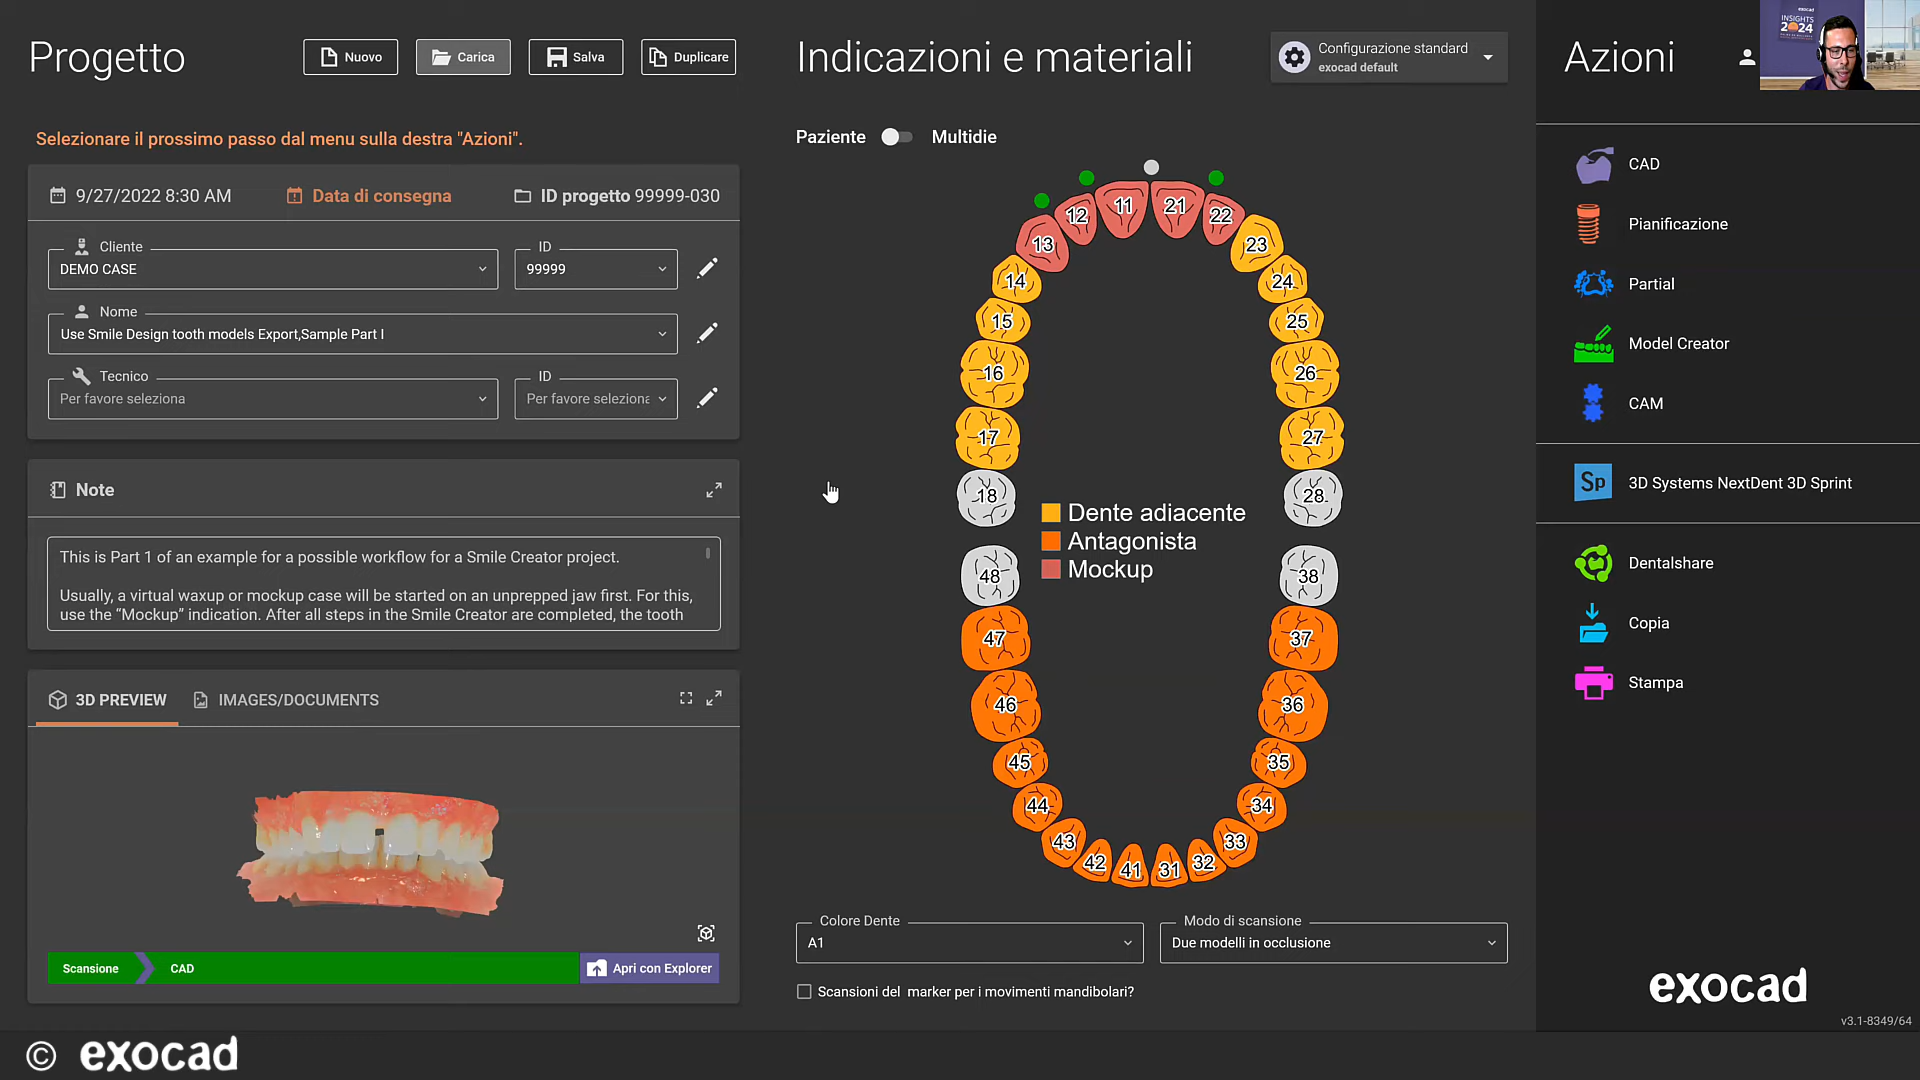 Progetto
Nuovo
Carica
Salva
Duplicare
Selezionare il prossimo passo dal menu sulla destra "Azioni".
9/27/2022 8:30 AM
Data di consegna
ID progetto 99999-030
Cliente
DEMO CASE
ID
99999
Nome
Use Smile Design tooth models Export,Sample Part I
Tecnico
Per favore seleziona
ID
Per favore seleziona
Note
This is Part 1 of an example for a possible workflow for a Smile Creator project.
Usually, a virtual waxup or mockup case will be started on an unprepped jaw first. For this,
use the “Mockup” indication. After all steps in the Smile Creator are completed, the tooth
3D PREVIEW
IMAGES/DOCUMENTS
Scansione
CAD
Apri con Explorer
© exocad
Indicazioni e materiali
Configurazione standard
exocad default
Paziente
Multidie
11
21
12
22
13
23
14
24
15
25
16
26
17
27
18
28
Dente adiacente
Antagonista
Mockup
48
38
47
37
46
36
45
35
44
34
43
33
42
32
41
31
Colore Dente
A1
Modo di scansione
Due modelli in occlusione
Scansioni del marker per i movimenti mandibolari?
Azioni
exocad
INSIGHTS
2024
CAD
Pianificazione
Partial
Model Creator
CAM
Sp
3D Systems NextDent 3D Sprint
Dentalshare
Copia
Stampa
exocad
v3.1-8349/64